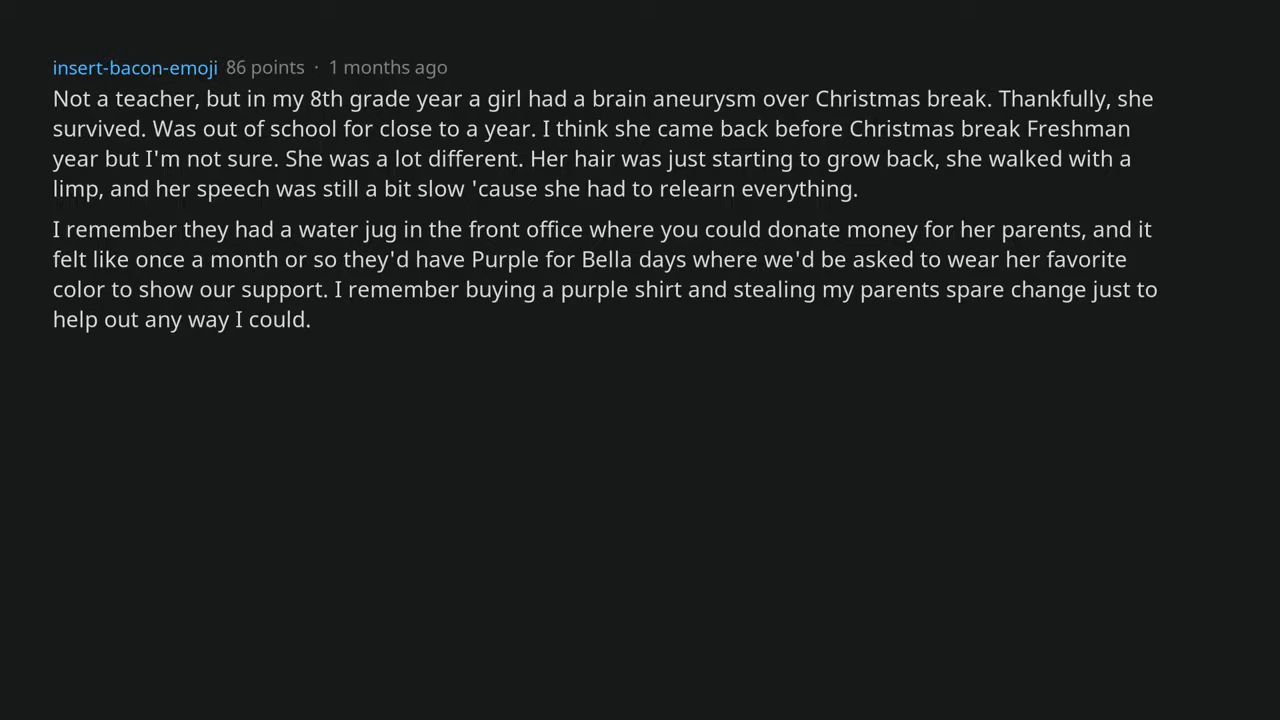 insert-bacon-emoji 86 points · 1 months ago
Not a teacher, but in my 8th grade year a girl had a brain aneurysm over Christmas break. Thankfully, she
survived. Was out of school for close to a year. I think she came back before Christmas break Freshman
year but I'm not sure. She was a lot different. Her hair was just starting to grow back, she walked with a
limp, and her speech was still a bit slow 'cause she had to relearn everything.
I remember they had a water jug in the front office where you could donate money for her parents, and it
felt like once a month or so they'd have Purple for Bella days where we'd be asked to wear her favorite
color to show our support. I remember buying a purple shirt and stealing my parents spare change just to
help out any way I could.